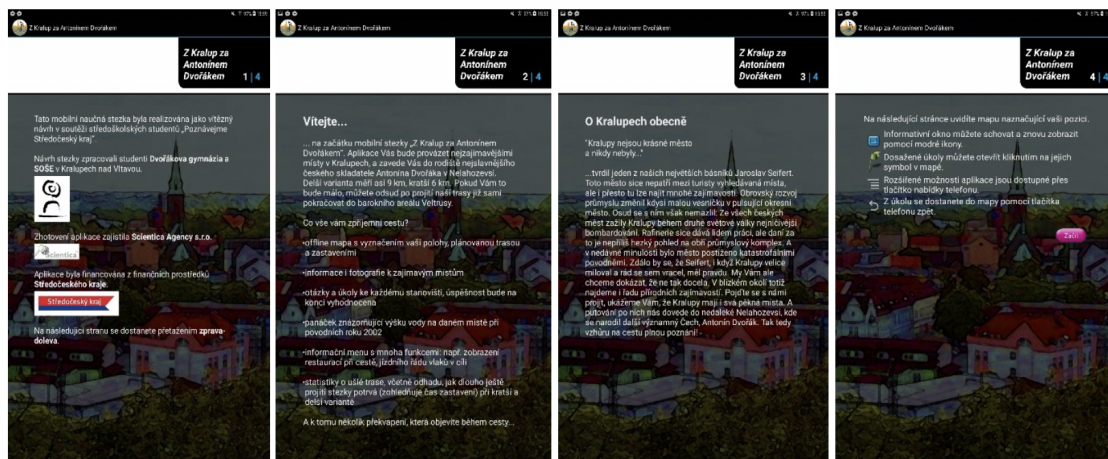 Z Kralup za Antonínem Dvořákem
Z Kralup za
Antonínem
Dvořákem 1 | 4
Tato mobilní naučná stezka byla realizována jako vítězný
návrh v soutěži středoškolských studentů „Poznávejme
Středočeský kraj".
Návrh stezky zpracovali studenti Dvořákova gymnázia a
SOŠE v Kralupech nad Vltavou.
Zhotovení aplikace zajistila Scientica Agency s.r.o.
Scientica
Aplikace byla financována z finančních prostředků
Středočeského kraje.
Středočeský kraj
Na následující stranu se dostanete přetažením zprava-
doleva.
Z Kralup za Antonínem Dvořákem
Z Kralup za
Antonínem
Dvořákem 2 | 4
Vítejte...
... na začátku mobilní stezky „Z Kralup za Antonínem
Dvořákem". Aplikace Vás bude provázet nejzajímavějšími
místy v Kralupech, a zavede Vás do rodiště nejslavnějšího
českého skladatele Antonína Dvořáka v Nelahozevsi.
Delší varianta měří asi 9 km, kratší 6 km. Pokud Vám to
bude málo, můžete odsud po projití naší trasy jít sami
pokračovat do barokního areálu Veltrusy.
Co vše vám zpříjemní cestu?
•offline mapa s vyznačením vaší polohy, plánovanou trasou
a zastaveními
•informace i fotografie k zajímavým místům
•otázky a úkoly ke každému stanovišti, úspěšnost bude na
konci vyhodnocena
•panáček znázorňující výšku vody na daném místě při
povodních roku 2002
•informační menu s mnoha funkcemi: např. zobrazení
restaurací při cestě, jízdního řádu vlaků v cíli
•statistiky o ušlé trase, včetně odhadu, jak dlouho ještě
projití stezky potrvá (zohledňuje čas zastavení) při kratší a
delší variantě
A k tomu několik překvapení, která objevíte během cesty...
Z Kralup za Antonínem Dvořákem
Z Kralup za
Antonínem
Dvořákem 3 | 4
O Kralupech obecně
"Kralupy nejsou krásné město
a nikdy nebyly..."
...tvrdil jeden z našich největších básníků Jaroslav Seifert.
Toto město sice nepatří mezi turisty vyhledávaná místa,
ale i přesto tu lze najít mnohé zajímavosti. Obrovský rozvoj
průmyslu změnil kdysi malou vesničku v pulsující okresní
město. Osud se s ním však nemazlil: Ze všech českých
měst zažily Kralupy během druhé světové války nejničivější
bombardování. Rafinerie sice dává lidem práci, ale daní za
to je nepříliš hezký pohled na obří průmyslový komplex. A
v nedávné minulosti bylo město postiženo katastrofálními
povodněmi. Zdálo by se, že Seifert, i když Kralupy velice
miloval a rád se sem vracel, měl pravdu. My Vám ale
chceme dokázat, že ne tak docela. V blízkém okolí totiž
najdeme i řadu přírodních zajímavostí. Pojďte se s námi
projít, ukážeme Vám, že Kralupy mají i svá pěkná místa. A
putování po nich nás dovede do nedaleké Nelahozevsi, kde
se narodil další významný Čech, Antonín Dvořák. Tak tedy
vzhůru na cestu plnou poznání!
Z Kralup za Antonínem Dvořákem
Z Kralup za
Antonínem
Dvořákem 4 | 4
Na následující stránce uvidíte mapu naznačující vaši pozici.
Informativní okno můžete schovat a znovu zobrazit
pomocí modré ikony.
Dosažené úkoly můžete otevřít kliknutím na jejich
symbol v mapě.
Rozšířené možnosti aplikace jsou dostupné přes
tlačítko nabídky telefonu.
Z úkolu se dostanete do mapy pomocí tlačítka
telefonu zpět.
Začít